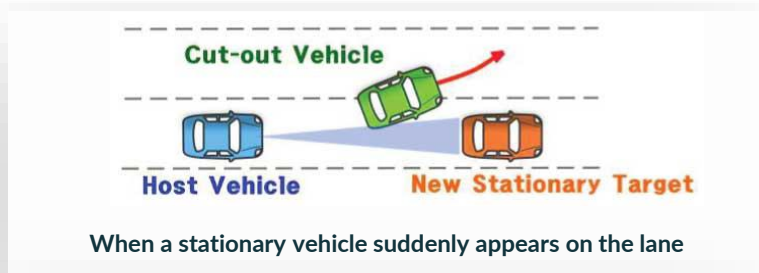 Cut-out Vehicle
Host Vehicle
New Stationary Target
When a stationary vehicle suddenly appears on the lane